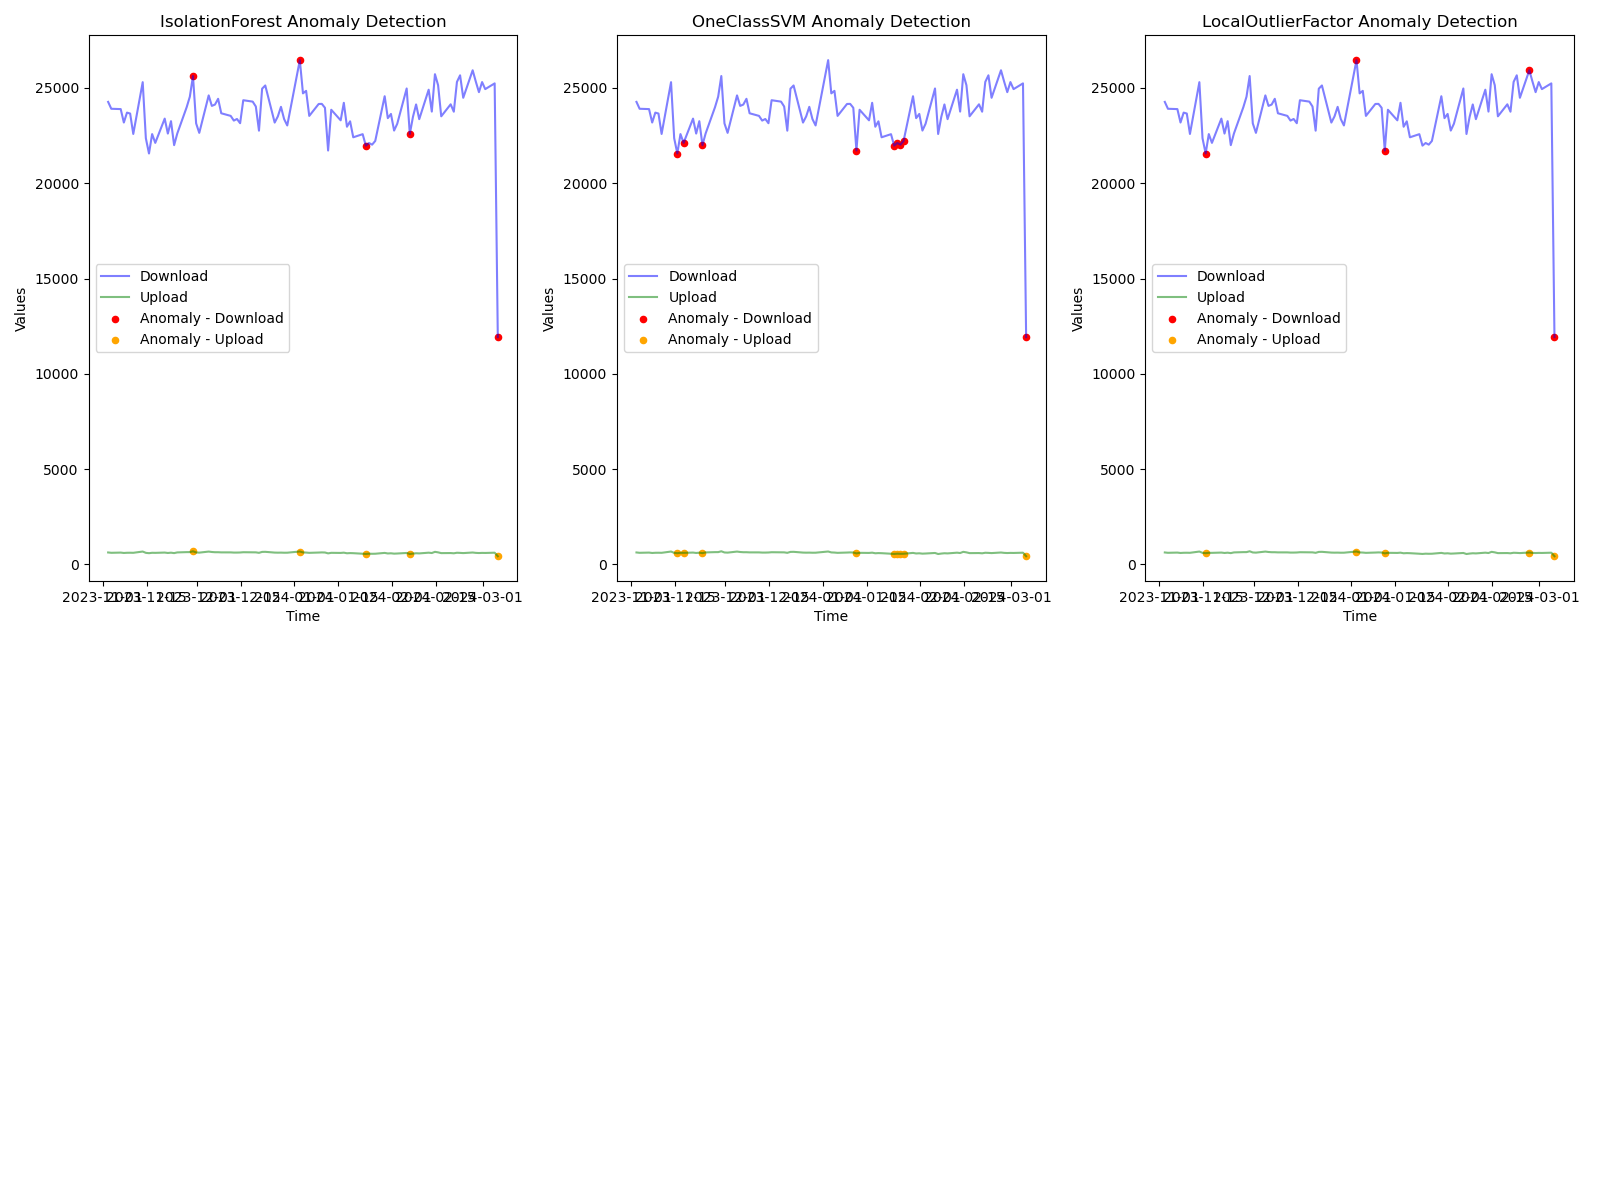 IsolationForest Anomaly Detection
25000
20000
15000
10000
5000
0
Values
Download
Upload
Anomaly - Download
Anomaly - Upload
Time
OneClassSVM Anomaly Detection
25000
20000
15000
10000
5000
0
Values
Download
Upload
Anomaly - Download
Anomaly - Upload
Time
LocalOutlierFactor Anomaly Detection
25000
20000
15000
10000
5000
0
Values
Download
Upload
Anomaly - Download
Anomaly - Upload
Time